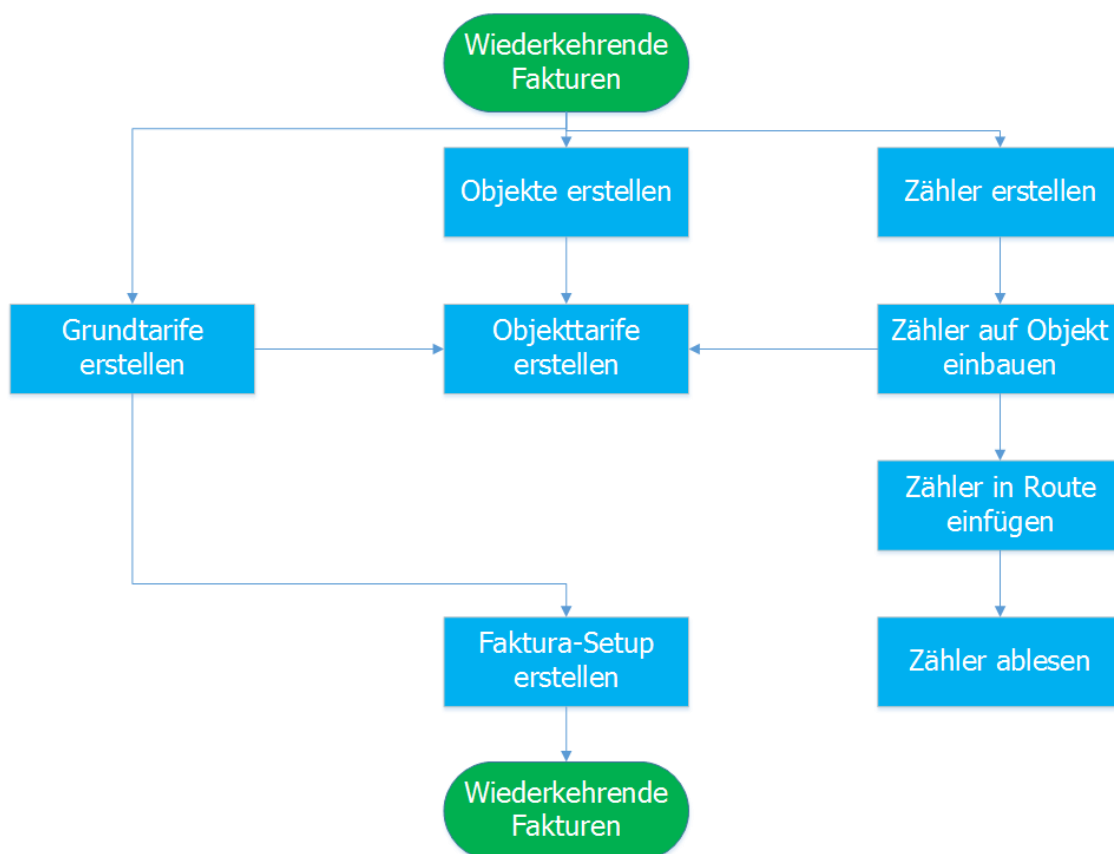 Wiederkehrende
Fakturen
Objekte erstellen
Zähler erstellen
Grundtarife
erstellen
Objekttarife
erstellen
Zähler auf Objekt
einbauen
Zähler in Route
einfügen
Faktura-Setup
erstellen
Zähler ablesen
Wiederkehrende
Fakturen